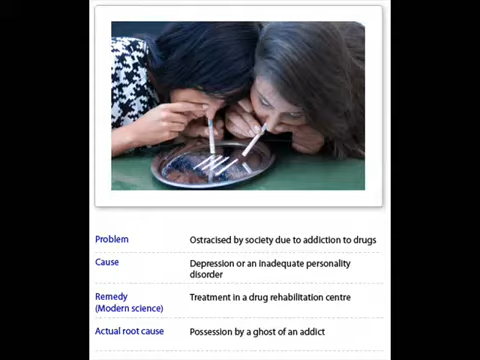 Problem Ostracised by society due to addiction to drugs
Cause Depression or an inadequate personality
disorder
Remedy Treatment in a drug rehabilitation centre
(Modern science)
Actual root cause Possession by a ghost of an addict